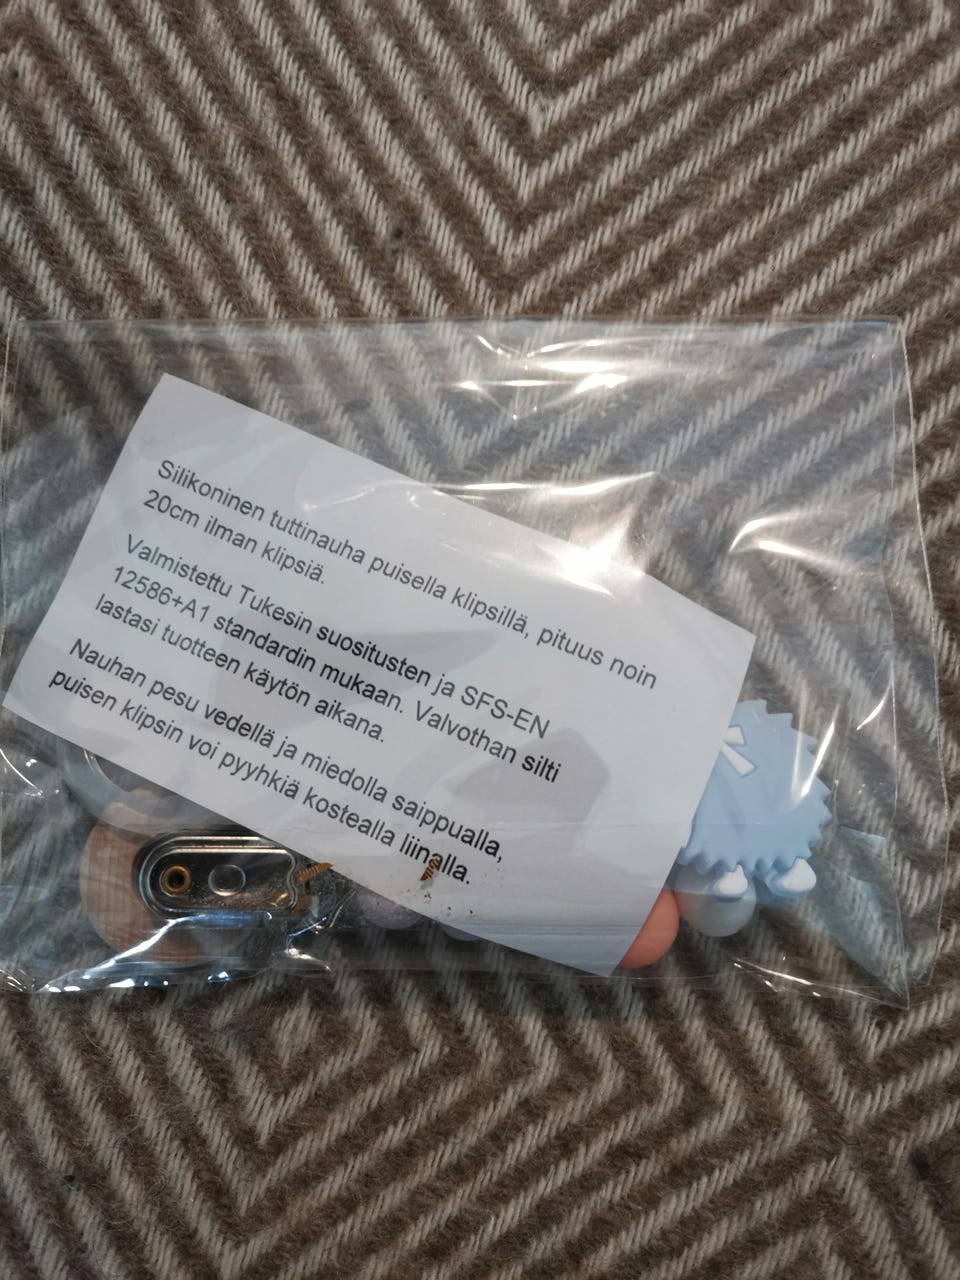 Silikoninen tuttinauha puisella klipsillä, pituus noin
20cm ilman klipsiä.
Valmistettu Tukesin suositusten ja SFS-EN
12586+A1 standardin mukaan. Valvothan silti
lastasi tuotteen käytön aikana.
Nauhan pesu vedellä ja miedolla saippualla,
puisen klipsin voi pyyhkiä kostealla liinalla.